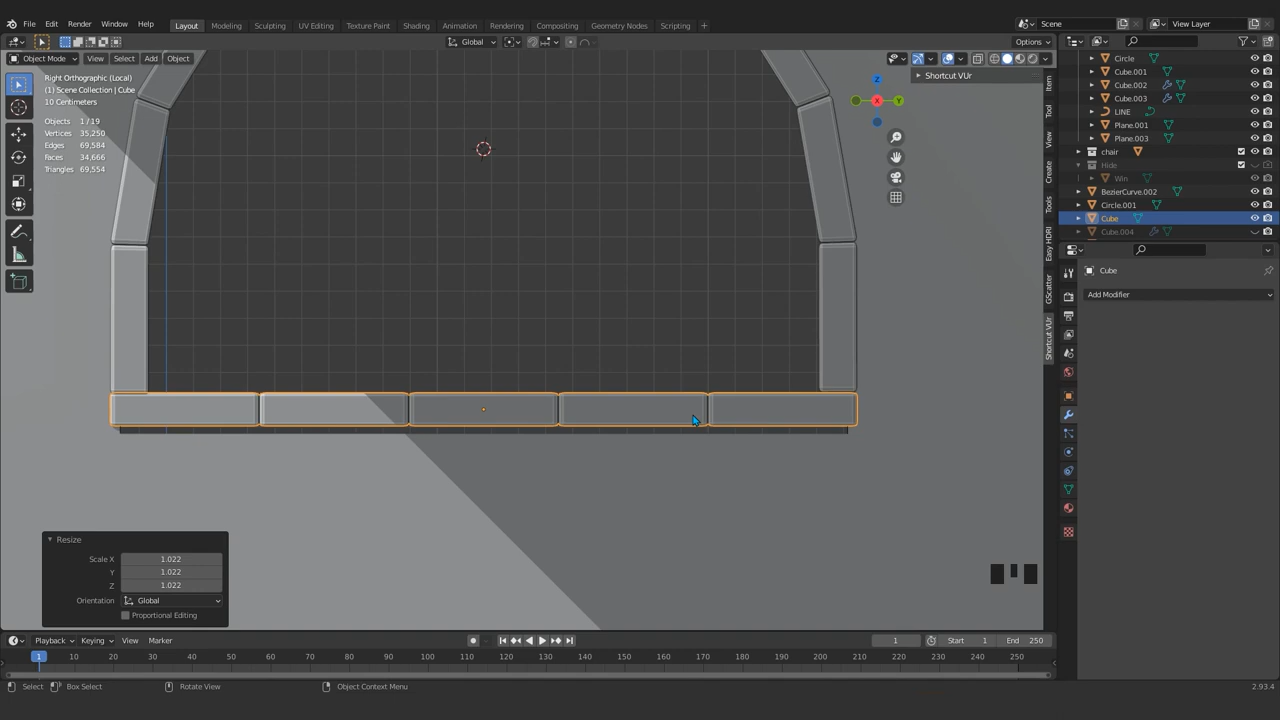 File Edit Render Window Help Layout Modeling Sculpting UV Editing Texture Paint Shading Animation Rendering Compositing Geometry Nodes Scripting + Scene View Layer
Global Options
Object Mode View Select Add Object
Right Orthographic (Local)
(1) Scene Collection | Cube
10 Centimeters
Objects 1/19
Vertices 35,250
Edges 69,584
Faces 34,666
Triangles 69,554
Z
X
Y
Shortcut VUr
Item
Tool
View
Create
Tools
Easy HDRI
GScatter
Shortcut VUr
Circle
Cube.001
Cube.002
Cube.003
LINE
Plane.001
Plane.003
chair
Hide
Win
BezierCurve.002
Circle.001
Cube
Cube.004
Cube
Add Modifier
Resize
Scale X 1.022
Y 1.022
Z 1.022
Orientation Global
Proportional Editing
Playback Keying View Marker 1 Start 1 End 250
1 10 20 30 40 50 60 70 80 90 100 110 120 130 140 150 160 170 180 190 200 210 220 230 240 250
Select Box Select Rotate View Object Context Menu 2.93.4